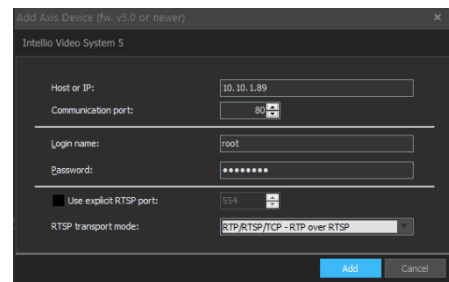 Add Axis Device (fw. v5.0 or newer)
Intellio Video System 5
Host or IP: 10.10.1.89
Communication port: 80
Login name: root
Password: ••••••••
Use explicit RTSP port: 554
RTSP transport mode: RTP/RTSP/TCP - RTP over RTSP
Add Cancel